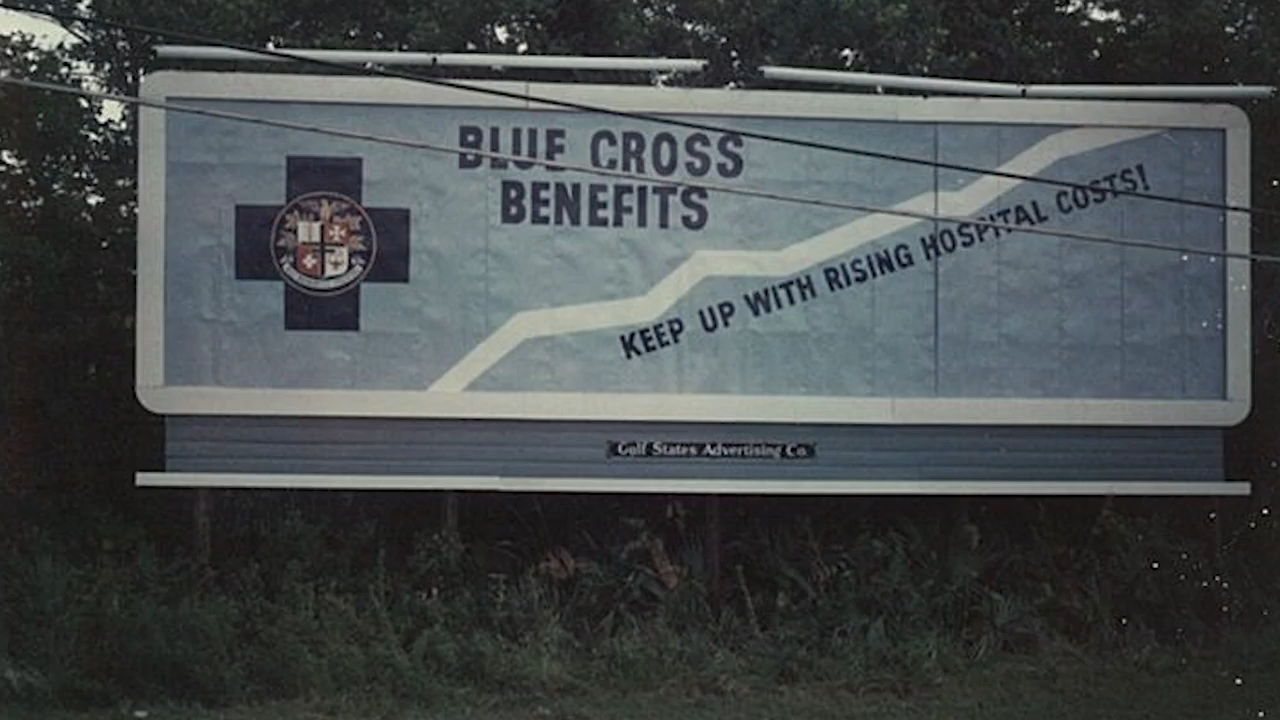 BLUE CROSS
BENEFITS
KEEP UP WITH RISING HOSPITAL COSTS!
Gulf States Advertising Co.